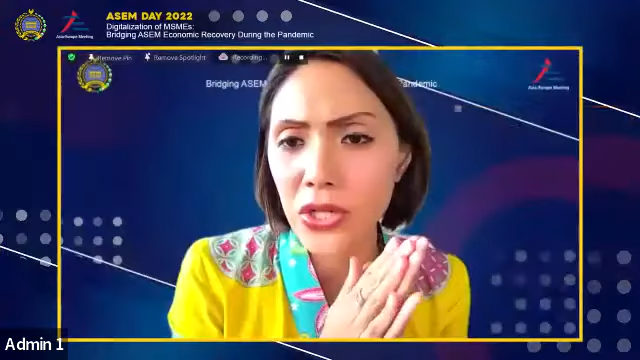 ASEM DAY 2022
Digitalization of MSMEs:
Bridging ASEM Economic Recovery During the Pandemic
Asia-Europe Meeting
Remove Pin Remove Spotlight Recording...
Bridging ASEM
Pandemic
Asia-Europe Meeting
Admin 1